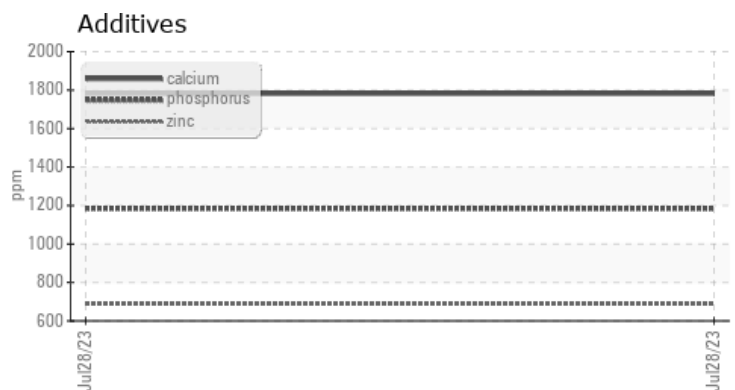 Additives
2000
1800
1600
1400
1200
1000
800
600
ppm
calcium
phosphorus
zinc
Jul28/23
Jul28/23